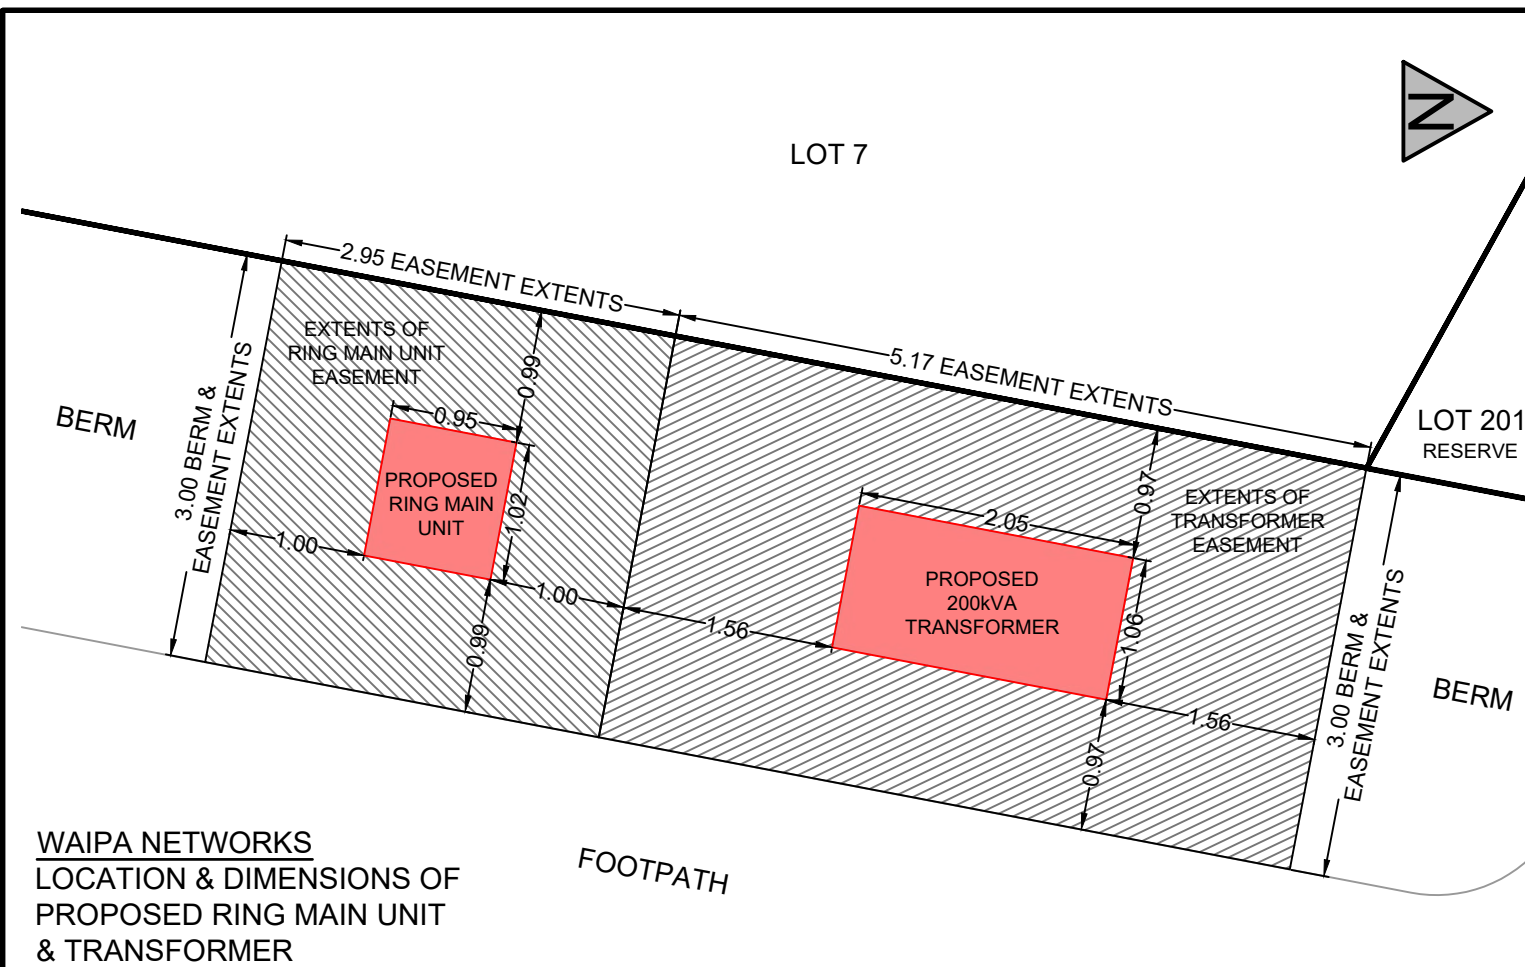 N
LOT 7
2.95 EASEMENT EXTENTS
5.17 EASEMENT EXTENTS
EXTENTS OF
RING MAIN UNIT
EASEMENT
0.99
0.95
BERM
3.00 BERM &
EASEMENT EXTENTS
PROPOSED
RING MAIN
UNIT
1.02
1.00
1.00
0.99
LOT 201
RESERVE
0.97
EXTENTS OF
TRANSFORMER
EASEMENT
2.05
PROPOSED
200kVA
TRANSFORMER
1.06
1.56
1.56
0.97
3.00 BERM &
EASEMENT EXTENTS
BERM
FOOTPATH
WAIPA NETWORKS
LOCATION & DIMENSIONS OF
PROPOSED RING MAIN UNIT
& TRANSFORMER